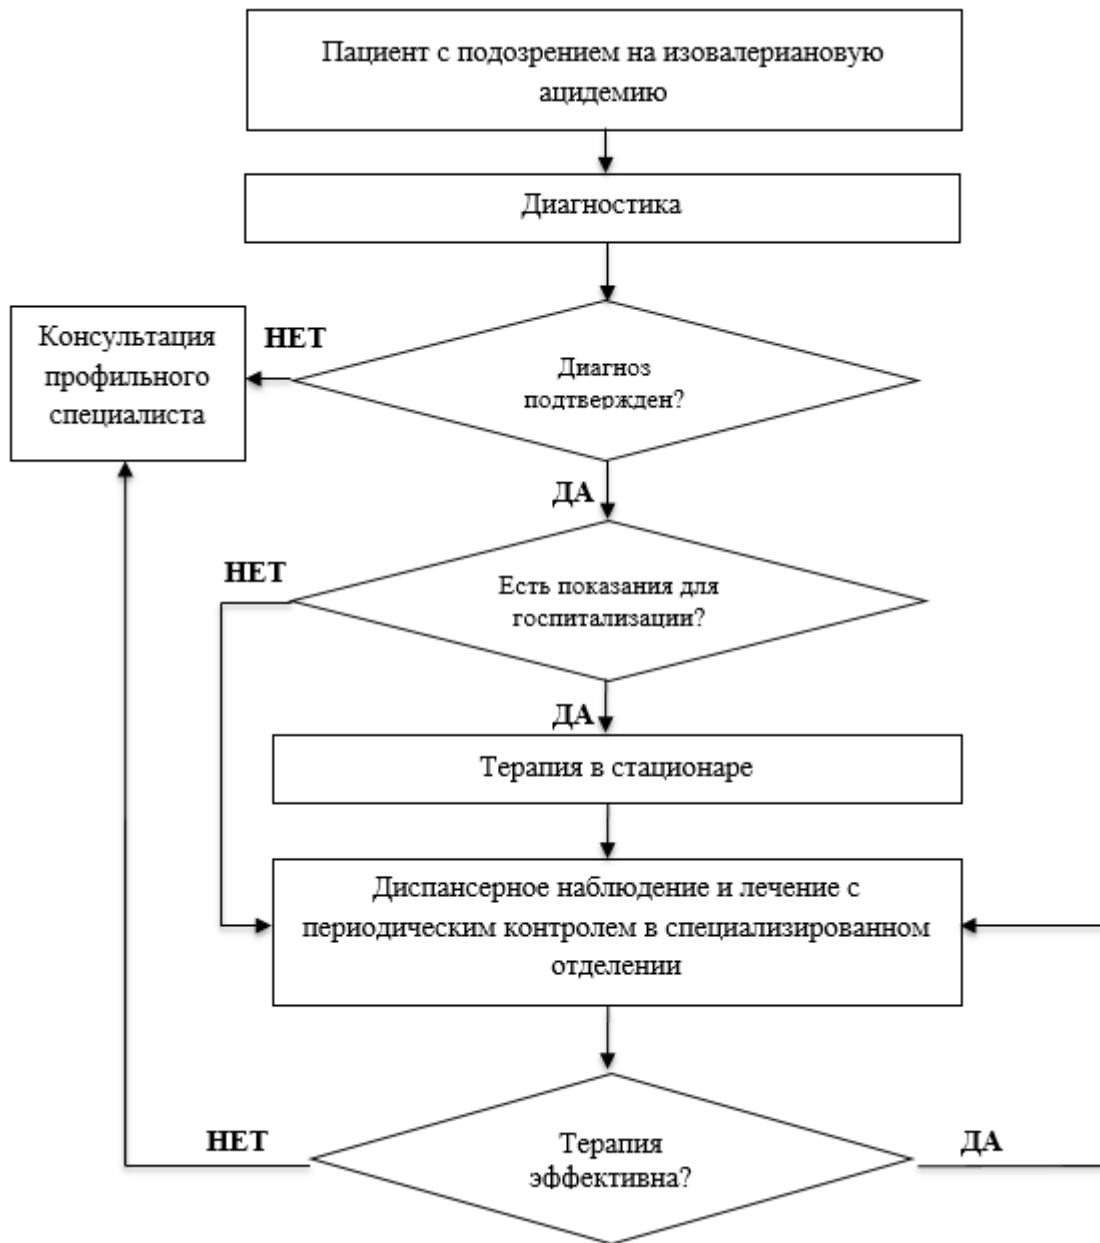 Пациент с подозрением на изовалериановую
ацидемию
Диагностика
Консультация
профильного
специалиста
НЕТ
Диагноз
подтвержден?
ДА
НЕТ
Есть показания для
госпитализации?
ДА
Терапия в стационаре
Диспансерное наблюдение и лечение с
периодическим контролем в специализированном
отделении
НЕТ
Терапия
эффективна?
ДА